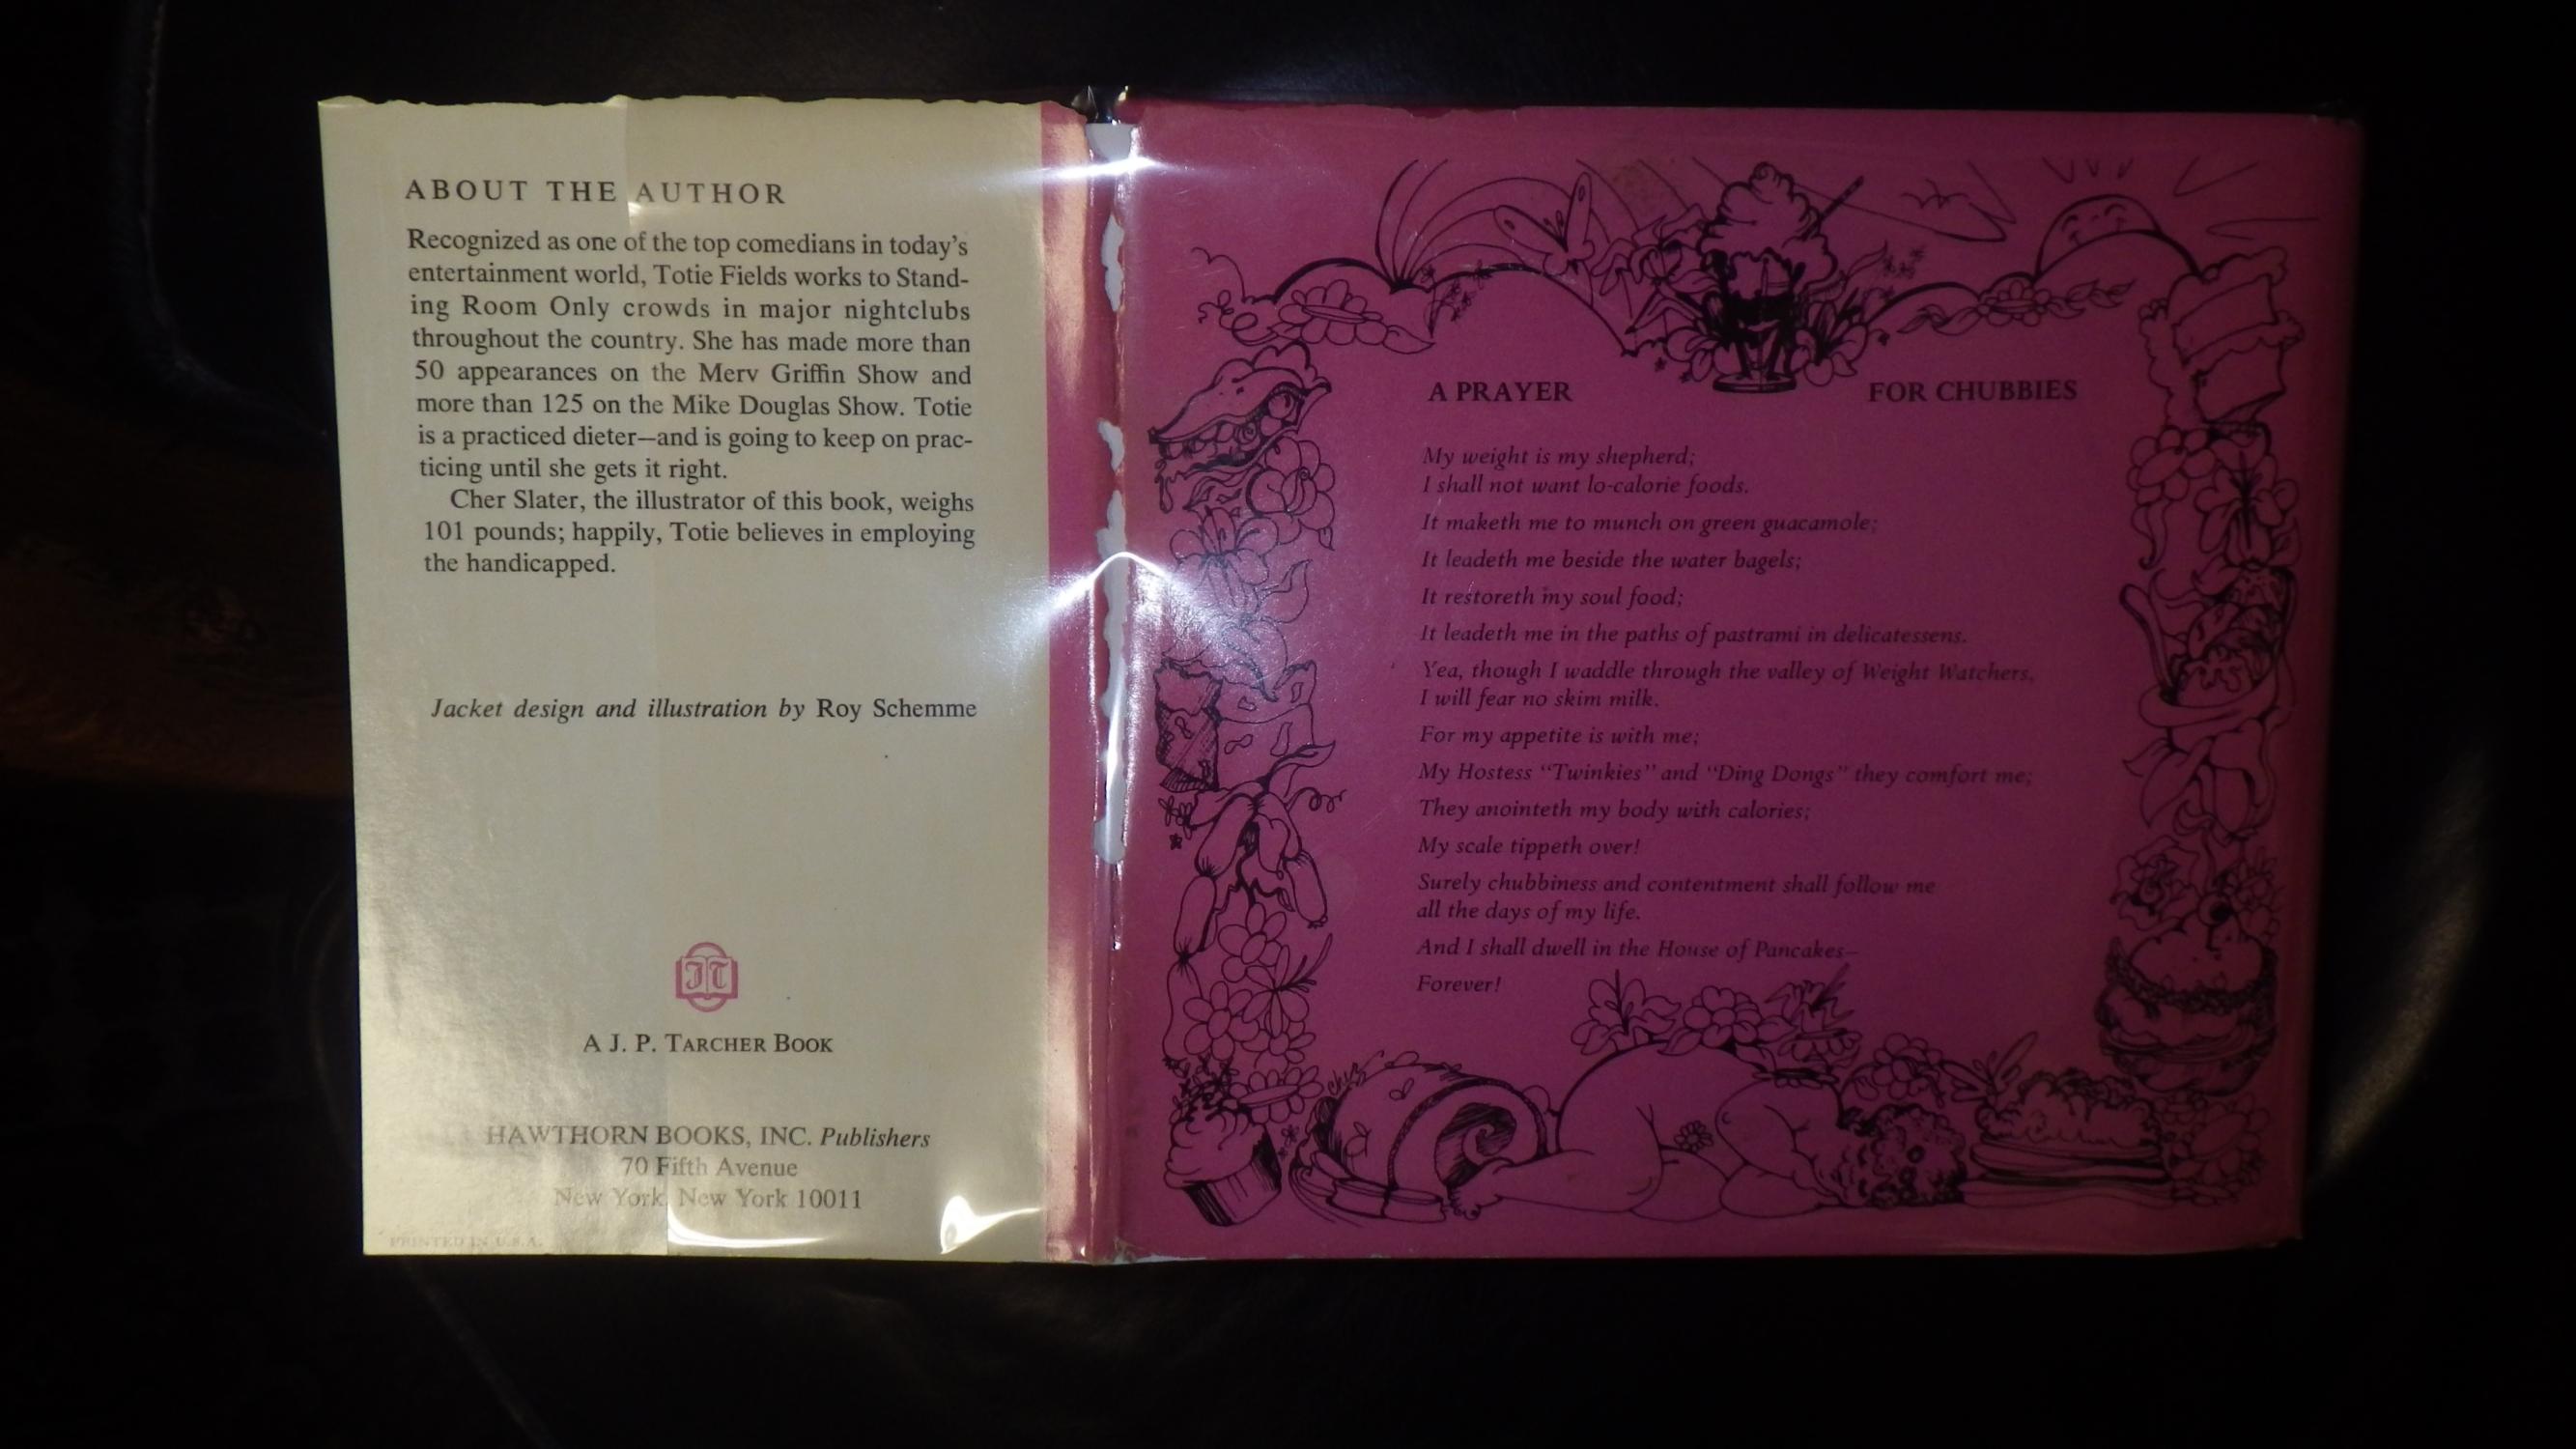 ABOUT THE AUTHOR
Recognized as one of the top comedians in today's
entertainment world, Totie Fields works to Stand-
ing Room Only crowds in major nightclubs
throughout the country. She has made more than
50 appearances on the Merv Griffin Show and
more than 125 on the Mike Douglas Show. Totie
is a practiced dieter—and is going to keep on prac-
ticing until she gets it right.
Cher Slater, the illustrator of this book, weighs
101 pounds; happily, Totie believes in employing
the handicapped.
Jacket design and illustration by Roy Schemme
JT
A J. P. TARCHER BOOK
HAWTHORN BOOKS, INC. Publishers
70 Fifth Avenue
New York, New York 10011
PRINTED IN U.S.A.
A PRAYER FOR CHUBBIES
My weight is my shepherd;
I shall not want lo-calorie foods.
It maketh me to munch on green guacamole;
It leadeth me beside the water bagels;
It restoreth my soul food;
It leadeth me in the paths of pastrami in delicatessens.
Yea, though I waddle through the valley of Weight Watchers,
I will fear no skim milk.
For my appetite is with me;
My Hostess "Twinkies" and "Ding Dongs" they comfort me;
They anointeth my body with calories;
My scale tippeth over!
Surely chubbiness and contentment shall follow me
all the days of my life.
And I shall dwell in the House of Pancakes—
Forever!